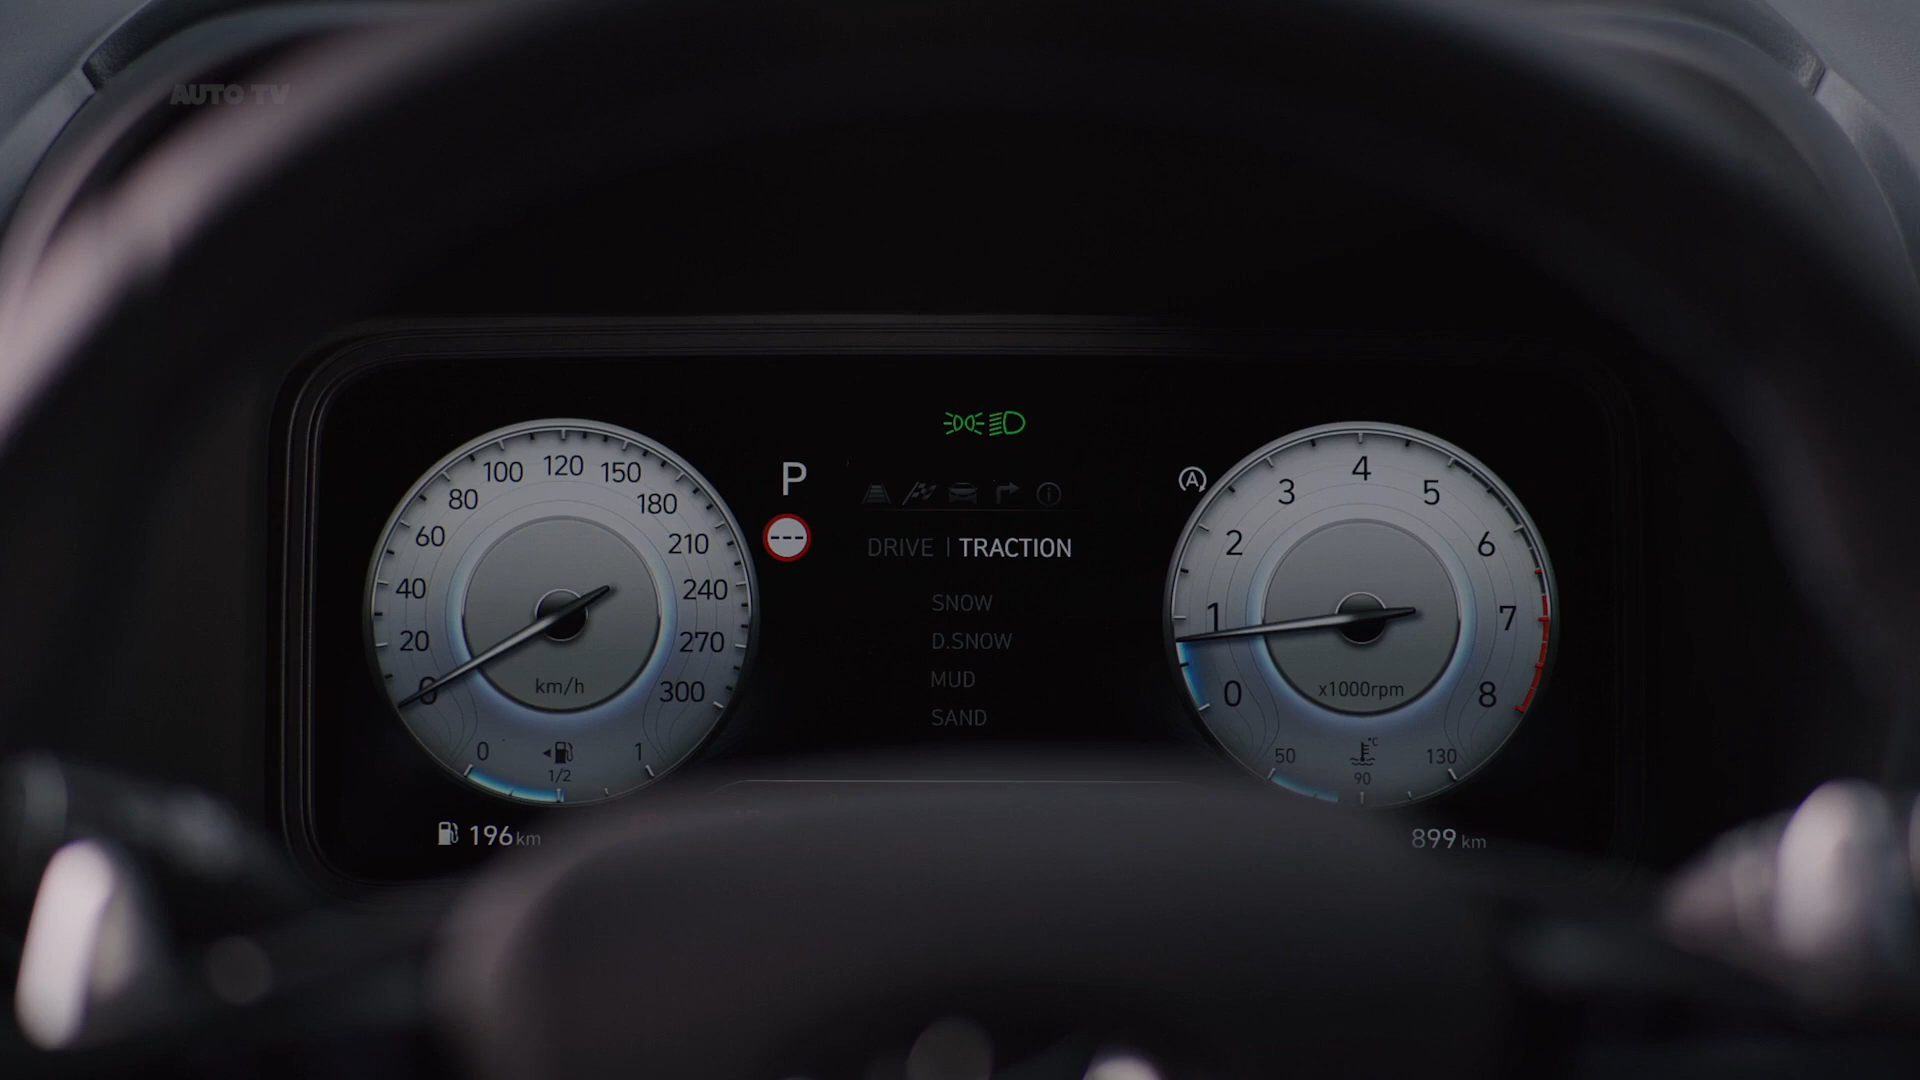 AUTO TV
100 120 150
80 180
60 210
40 240
20 270
0 300
km/h
0 1
1/2
196 km
P
---
DRIVE | TRACTION
SNOW
D.SNOW
MUD
SAND
A
4
3 5
2 6
1 7
0 8
x1000rpm
°C
50 130
90
899 km